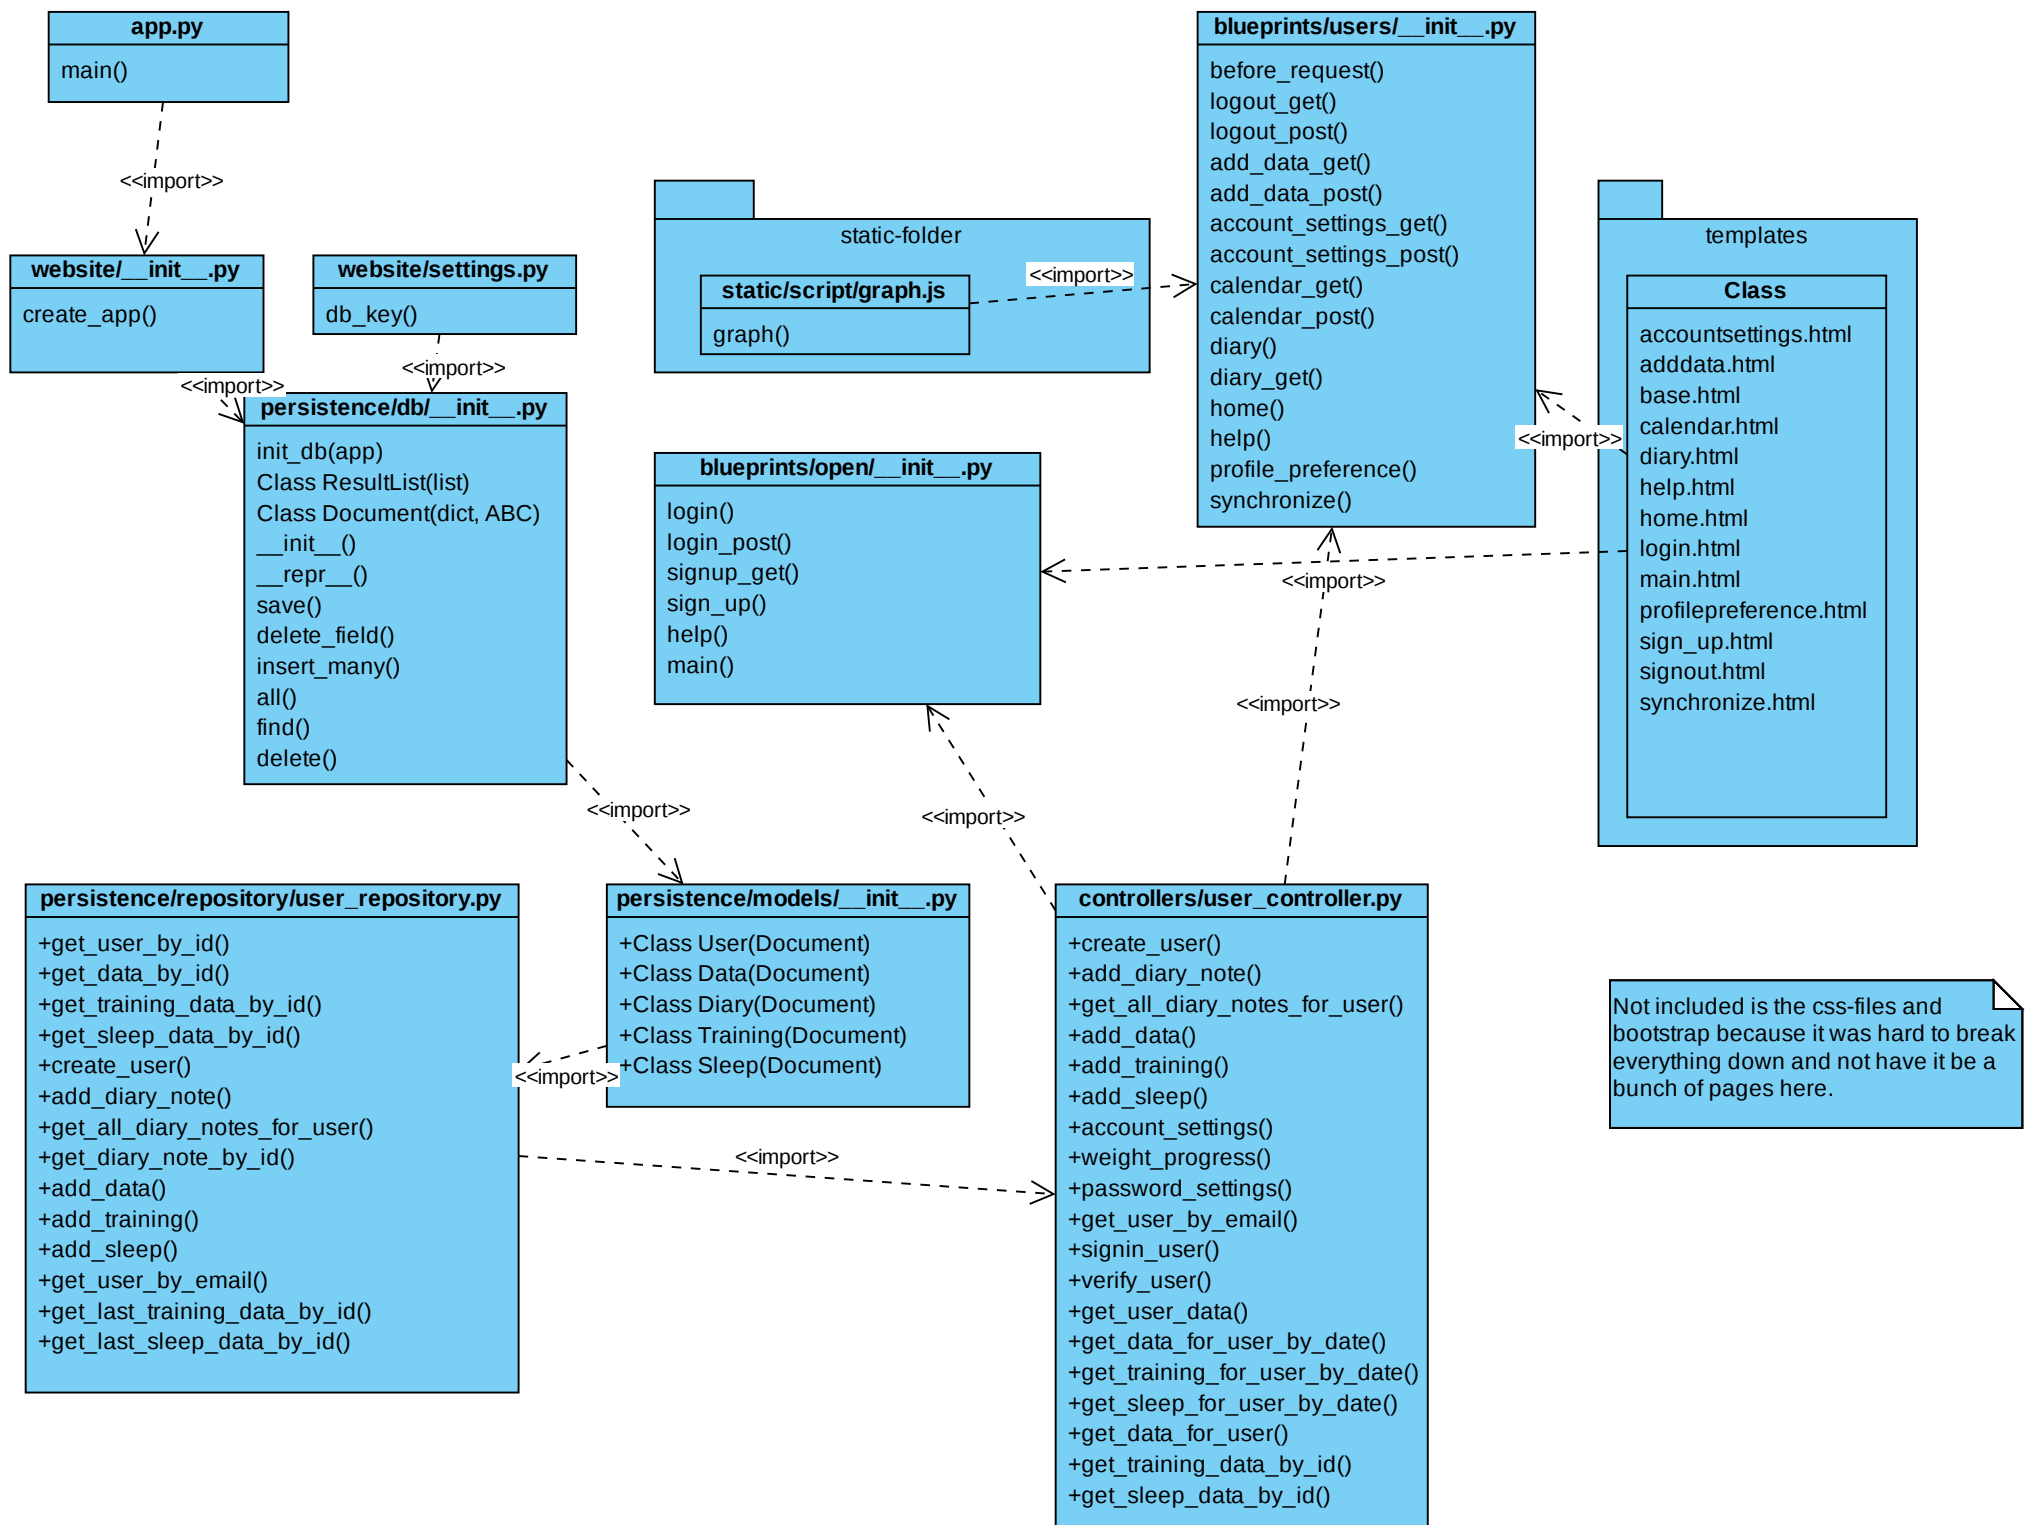 app.py
main()
<<import>>
website/__init__.py
create_app()
<<import>>
website/settings.py
db_key()
<<import>>
persistence/db/__init__.py
init_db(app)
Class ResultList(list)
Class Document(dict, ABC)
__init__()
__repr__()
save()
delete_field()
insert_many()
all()
find()
delete()
<<import>>
static-folder
static/script/graph.js
graph()
<<import>>
blueprints/users/__init__.py
before_request()
logout_get()
logout_post()
add_data_get()
add_data_post()
account_settings_get()
account_settings_post()
calendar_get()
calendar_post()
diary()
diary_get()
home()
help()
profile_preference()
synchronize()
templates
Class
accountsettings.html
adddata.html
base.html
calendar.html
diary.html
help.html
home.html
login.html
main.html
profilepreference.html
sign_up.html
signout.html
synchronize.html
<<import>>
<<import>>
blueprints/open/__init__.py
login()
login_post()
signup_get()
sign_up()
help()
main()
<<import>>
<<import>>
persistence/repository/user_repository.py
+get_user_by_id()
+get_data_by_id()
+get_training_data_by_id()
+get_sleep_data_by_id()
+create_user()
+add_diary_note()
+get_all_diary_notes_for_user()
+get_diary_note_by_id()
+add_data()
+add_training()
+add_sleep()
+get_user_by_email()
+get_last_training_data_by_id()
+get_last_sleep_data_by_id()
<<import>>
persistence/models/__init__.py
+Class User(Document)
+Class Data(Document)
+Class Diary(Document)
+Class Training(Document)
+Class Sleep(Document)
<<import>>
controllers/user_controller.py
+create_user()
+add_diary_note()
+get_all_diary_notes_for_user()
+add_data()
+add_training()
+add_sleep()
+account_settings()
+weight_progress()
+password_settings()
+get_user_by_email()
+signin_user()
+verify_user()
+get_user_data()
+get_data_for_user_by_date()
+get_training_for_user_by_date()
+get_sleep_for_user_by_date()
+get_data_for_user()
+get_training_data_by_id()
+get_sleep_data_by_id()
Not included is the css-files and
bootstrap because it was hard to break
everything down and not have it be a
bunch of pages here.